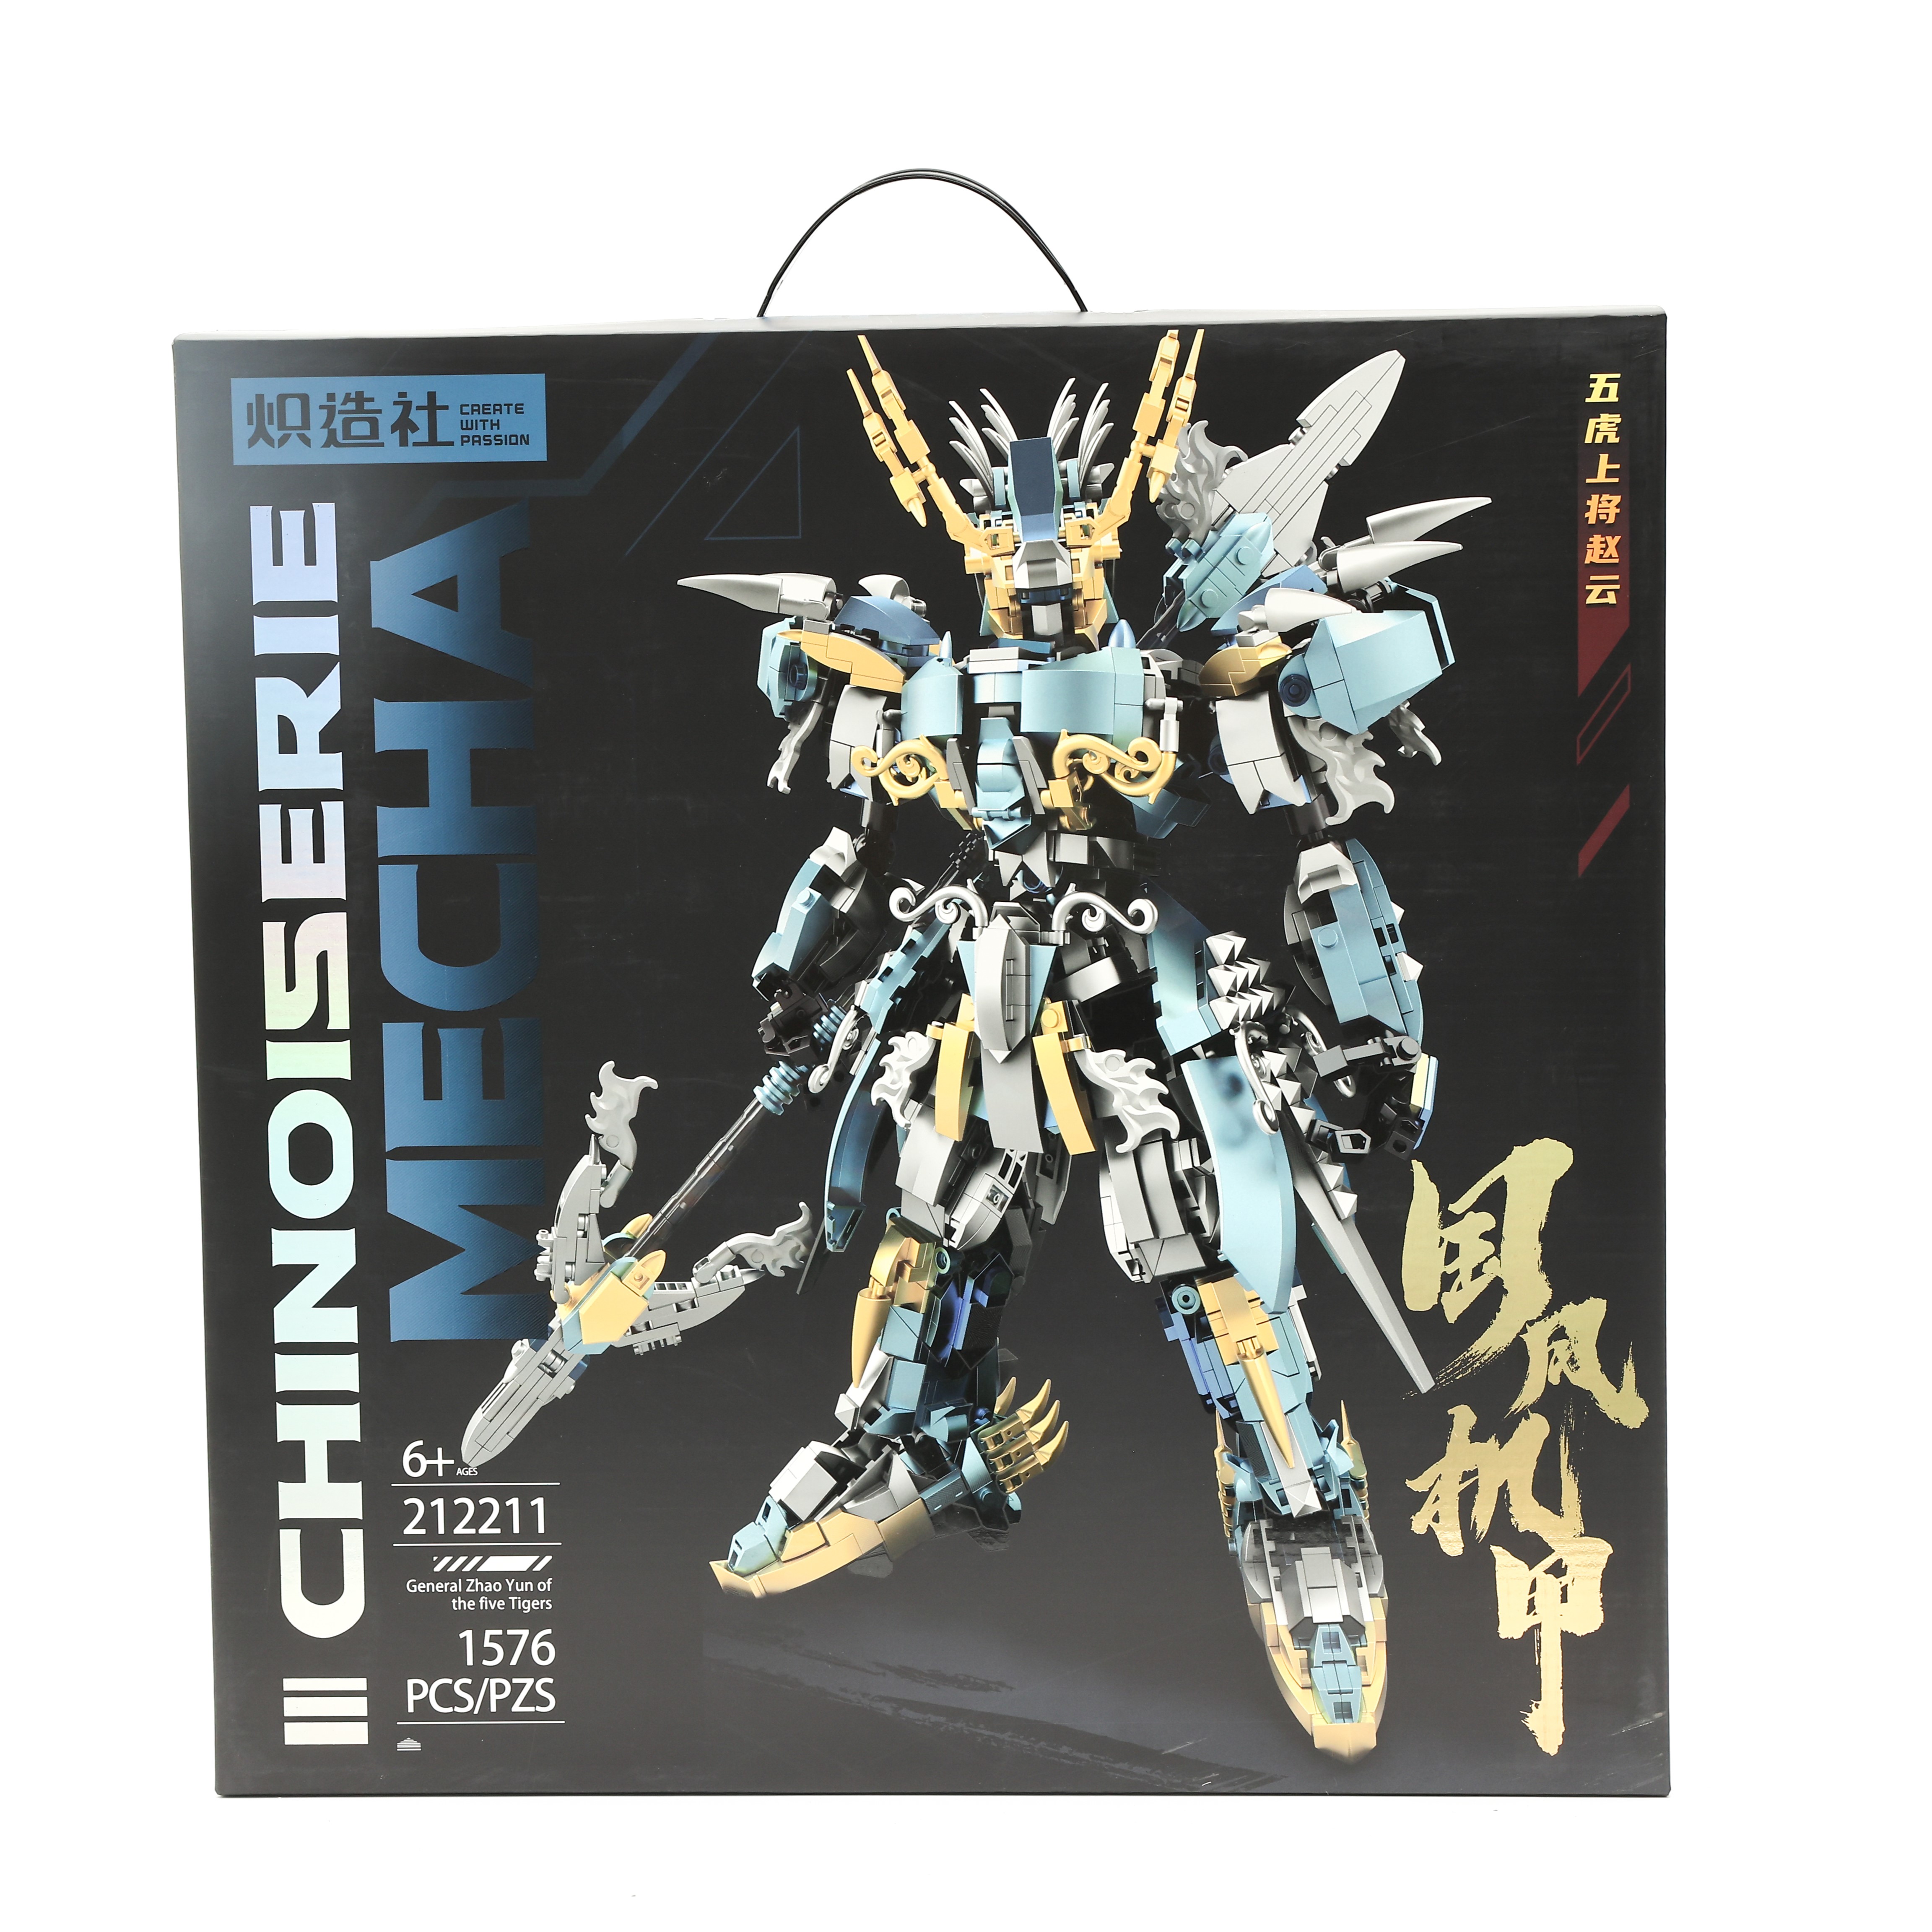 炽造社
CREATE
WITH
PASSION
CHINOISERIE
MECHA
五虎上将赵云
国风机甲
6+
AGES
212211
General Zhao Yun of
the five Tigers
1576
PCS/PZS